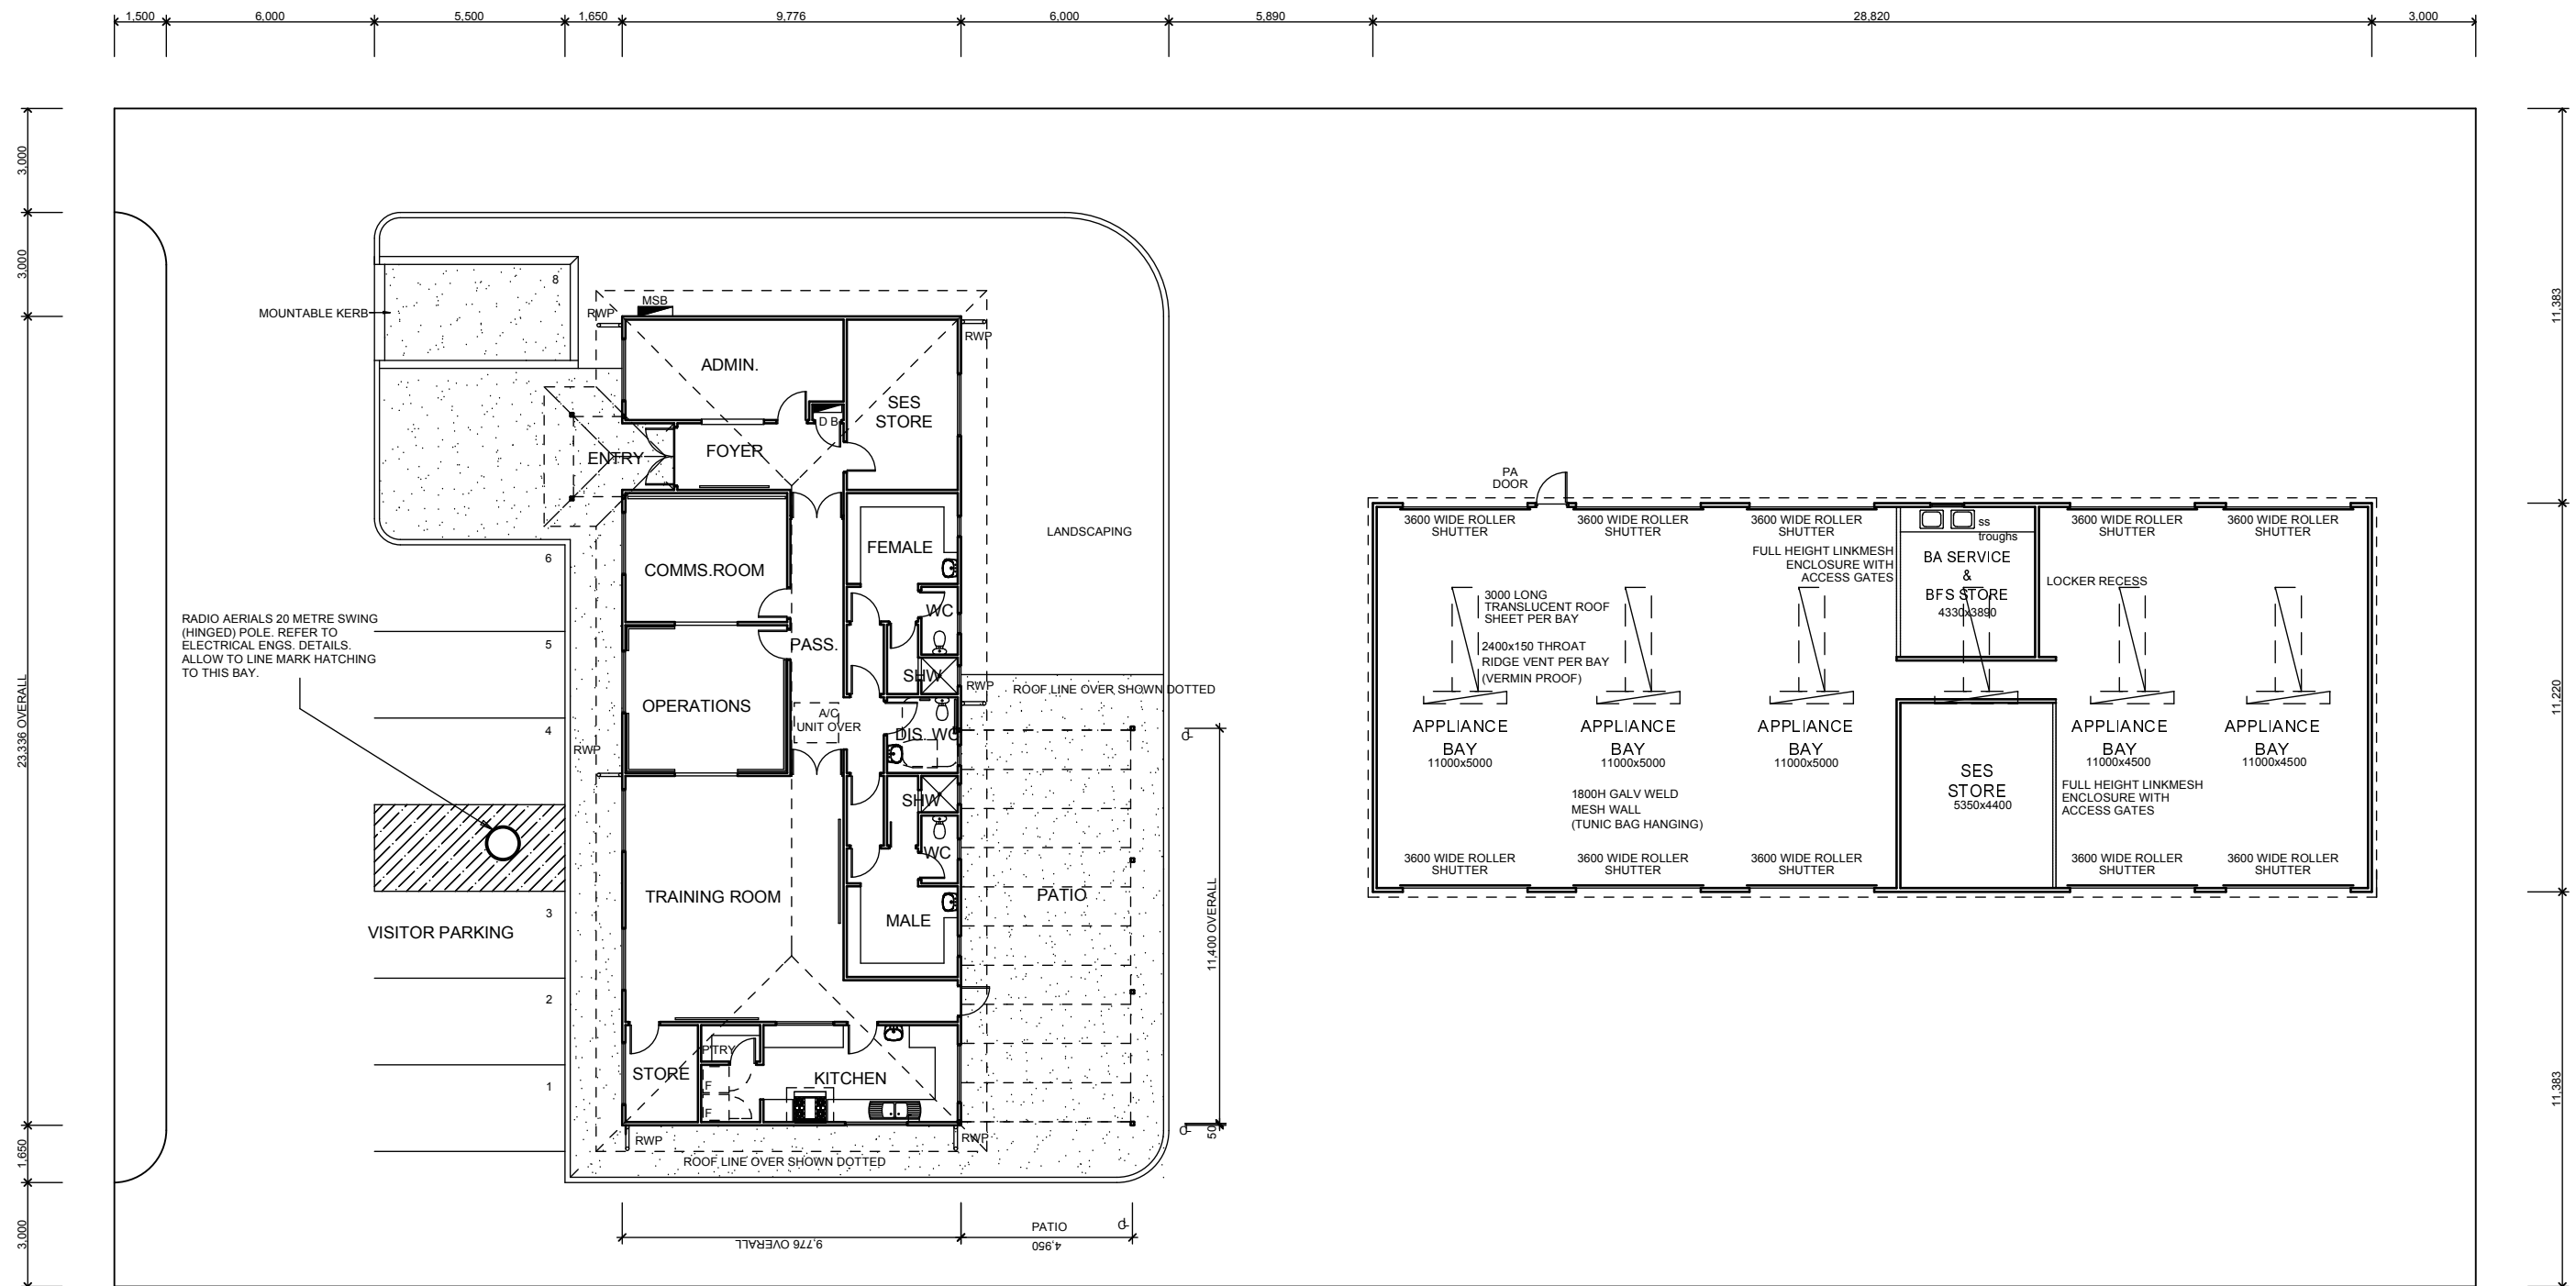 1,500
6,000
5,500
1,650
9,776
6,000
5,890
28,820
3,000
3,000
3,000
23,336 OVERALL
1,650
3,000
11,383
11,220
11,383
MOUNTABLE KERB
8
MSB
RWP
RWP
ADMIN.
SES
STORE
D B
FOYER
ENTRY
LANDSCAPING
FEMALE
COMMS.ROOM
6
WC
RADIO AERIALS 20 METRE SWING
(HINGED) POLE. REFER TO
ELECTRICAL ENGS. DETAILS.
ALLOW TO LINE MARK HATCHING
TO THIS BAY.
5
PASS.
SHW
RWP
ROOF LINE OVER SHOWN DOTTED
OPERATIONS
A/C
UNIT OVER
4
DIS. WC
RWP
SHW
WC
TRAINING ROOM
PATIO
MALE
3
VISITOR PARKING
11,400 OVERALL
2
P'TRY
STORE
KITCHEN
F
F
1
50
RWP
RWP
ROOF LINE OVER SHOWN DOTTED
9,776 OVERALL
PATIO
4,950
CL
CL
CL
PA
DOOR
3600 WIDE ROLLER
SHUTTER
3600 WIDE ROLLER
SHUTTER
3600 WIDE ROLLER
SHUTTER
3600 WIDE ROLLER
SHUTTER
3600 WIDE ROLLER
SHUTTER
ss
troughs
FULL HEIGHT LINKMESH
ENCLOSURE WITH
ACCESS GATES
BA SERVICE
&
BFS STORE
4330x3890
LOCKER RECESS
3000 LONG
TRANSLUCENT ROOF
SHEET PER BAY
2400x150 THROAT
RIDGE VENT PER BAY
(VERMIN PROOF)
APPLIANCE
BAY
11000x5000
APPLIANCE
BAY
11000x5000
APPLIANCE
BAY
11000x5000
APPLIANCE
BAY
11000x4500
APPLIANCE
BAY
11000x4500
SES
STORE
5350x4400
1800H GALV WELD
MESH WALL
(TUNIC BAG HANGING)
FULL HEIGHT LINKMESH
ENCLOSURE WITH
ACCESS GATES
3600 WIDE ROLLER
SHUTTER
3600 WIDE ROLLER
SHUTTER
3600 WIDE ROLLER
SHUTTER
3600 WIDE ROLLER
SHUTTER
3600 WIDE ROLLER
SHUTTER